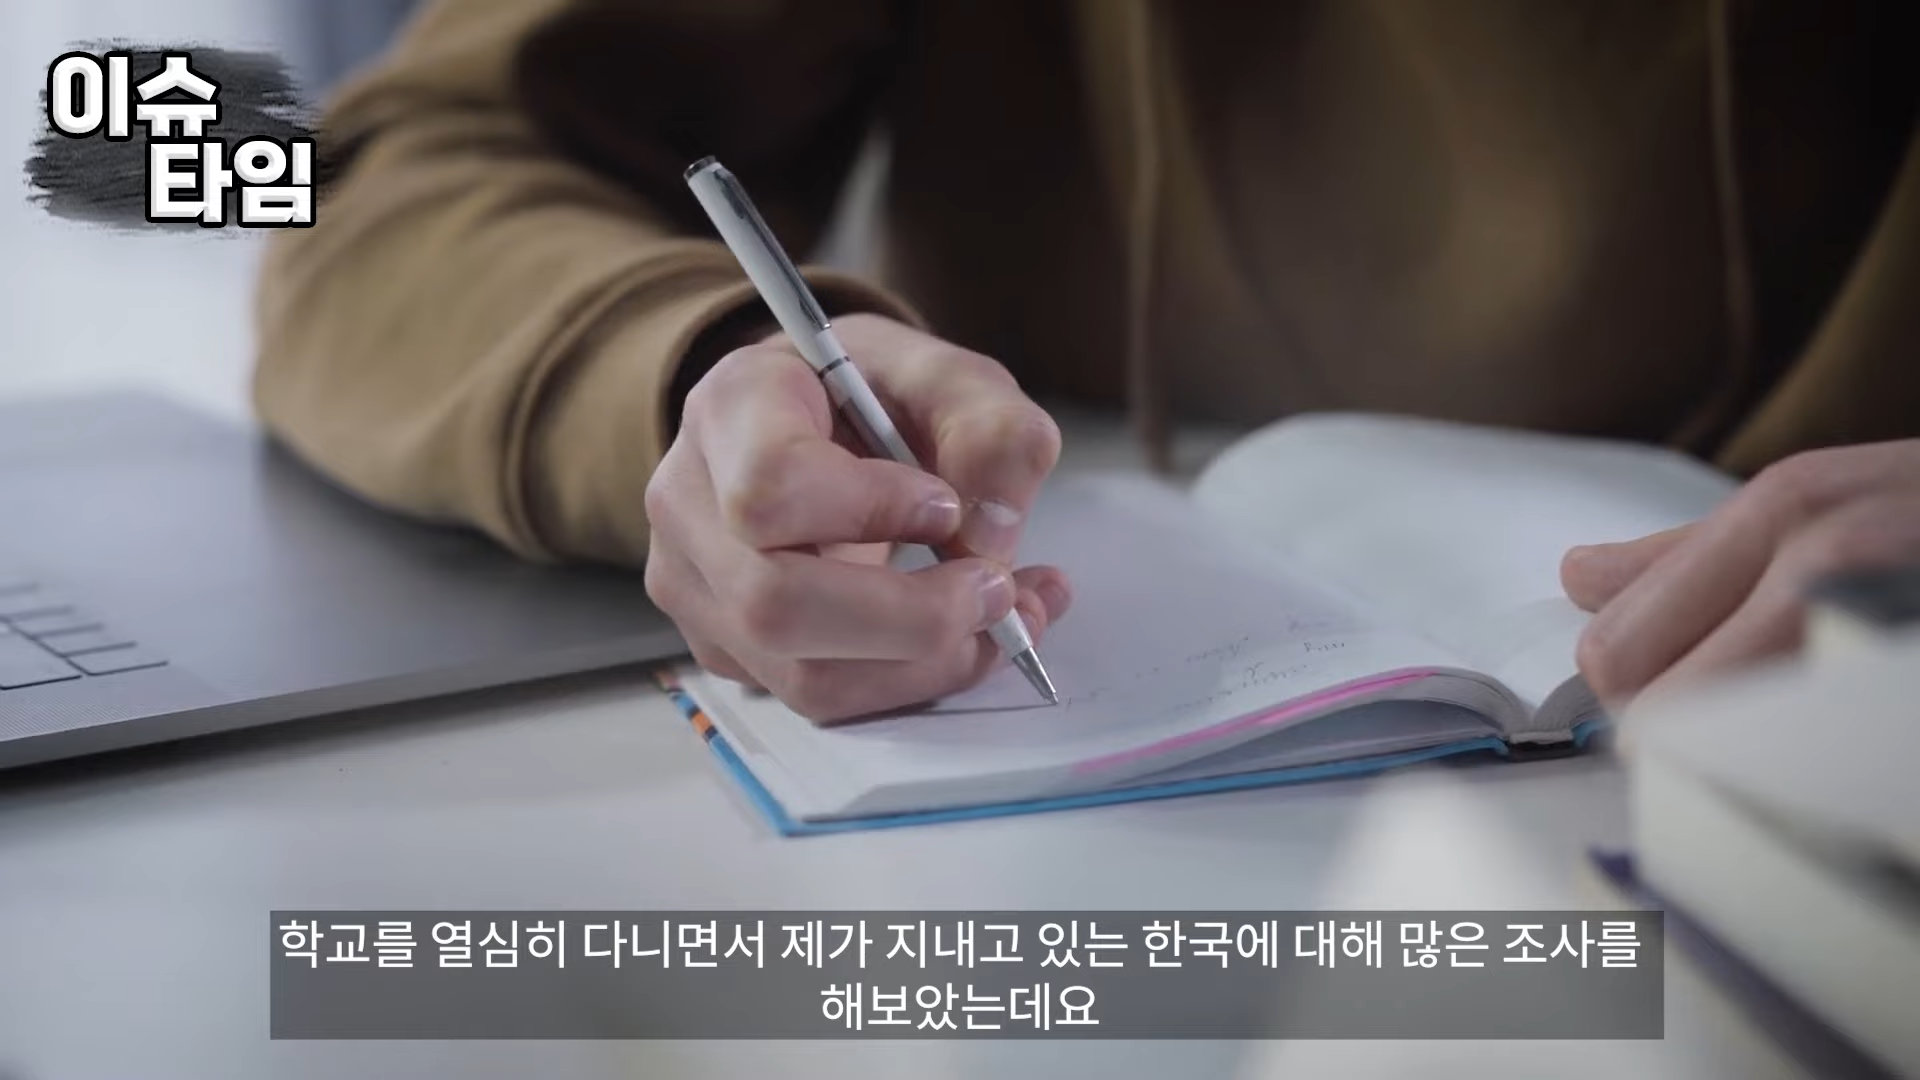 이슈
타임
학교를 열심히 다니면서 제가 지내고 있는 한국에 대해 많은 조사를
해보았는데요